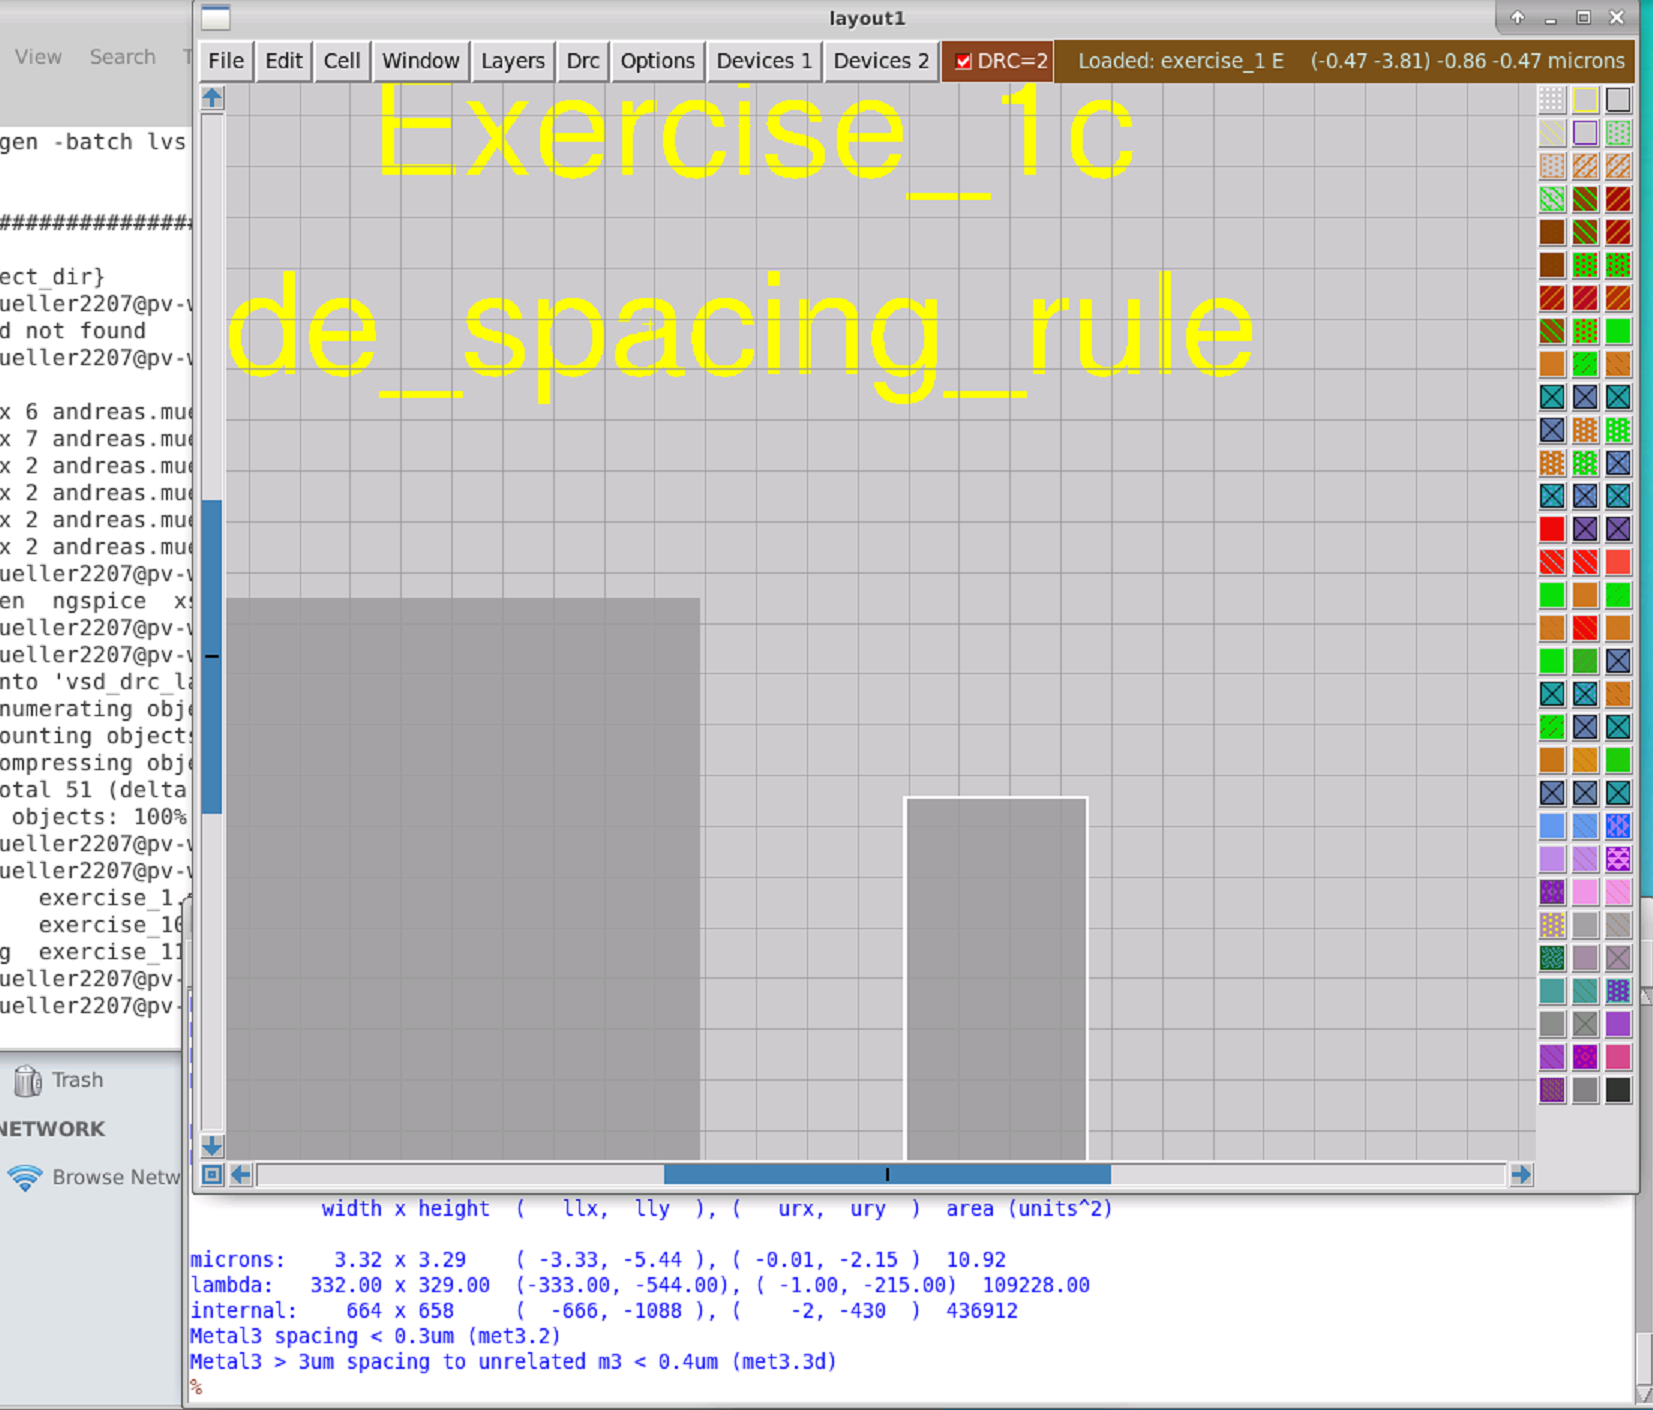 layout1
View Search T
File Edit Cell Window Layers Drc Options Devices 1 Devices 2 DRC=2 Loaded: exercise_1 E (-0.47 -3.81) -0.86 -0.47 microns
Exercise_1c
de_spacing_rule
gen -batch lvs
##############
ect_dir}
ueller2207@pv-w
d not found
ueller2207@pv-w
x 6 andreas.mue
x 7 andreas.mue
x 2 andreas.mue
x 2 andreas.mue
x 2 andreas.mue
x 2 andreas.mue
ueller2207@pv-w
en ngspice xs
ueller2207@pv-w
ueller2207@pv-w
nto 'vsd_drc_la
numerating obje
ounting objects
ompressing obje
otal 51 (delta
objects: 100%
ueller2207@pv-w
ueller2207@pv-w
exercise_1.
exercise_10
g exercise_11
ueller2207@pv-
ueller2207@pv-
Trash
NETWORK
Browse Netw
width x height ( llx, lly ), ( urx, ury ) area (units^2)
microns: 3.32 x 3.29 ( -3.33, -5.44 ), ( -0.01, -2.15 ) 10.92
lambda: 332.00 x 329.00 (-333.00, -544.00), ( -1.00, -215.00) 109228.00
internal: 664 x 658 ( -666, -1088 ), ( -2, -430 ) 436912
Metal3 spacing < 0.3um (met3.2)
Metal3 > 3um spacing to unrelated m3 < 0.4um (met3.3d)
%